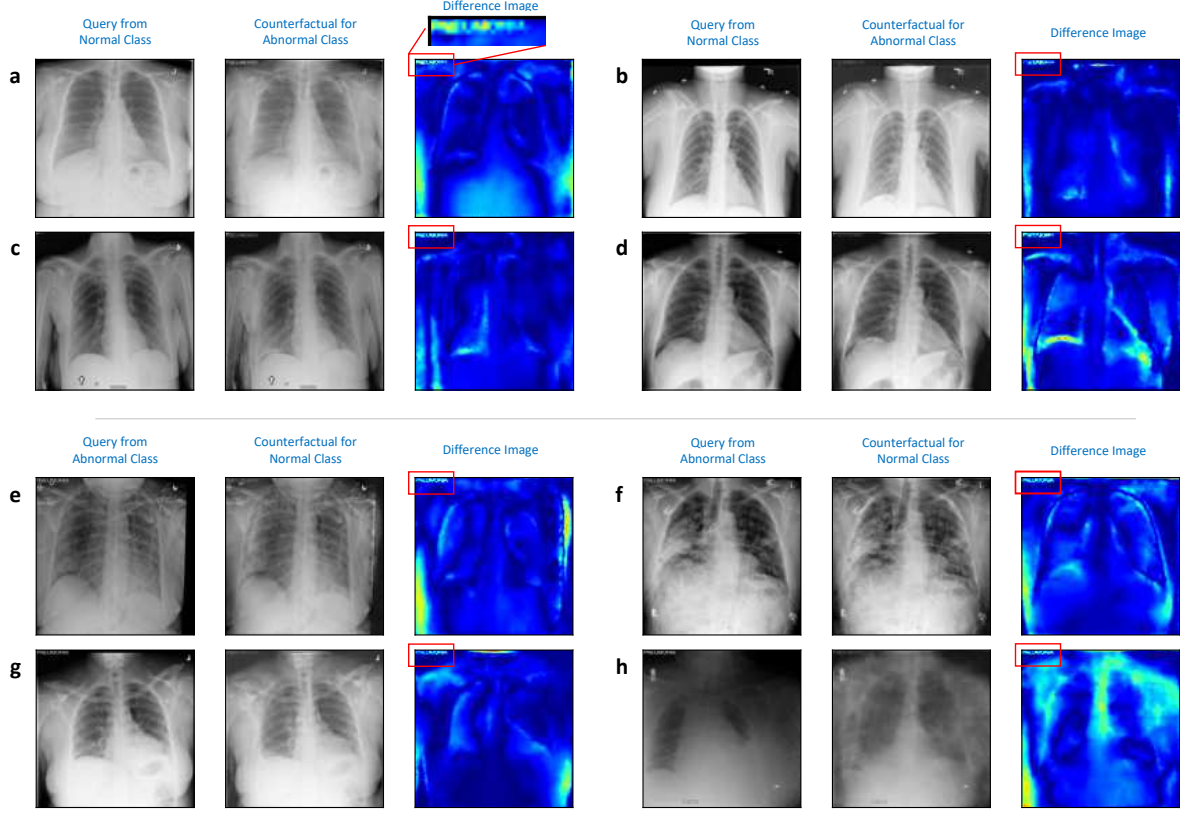 Query from
Normal Class
Counterfactual for
Abnormal Class
Difference Image
Query from
Normal Class
Counterfactual for
Abnormal Class
Difference Image
a
b
c
d
Query from
Abnormal Class
Counterfactual for
Normal Class
Difference Image
Query from
Abnormal Class
Counterfactual for
Normal Class
Difference Image
e
f
g
h